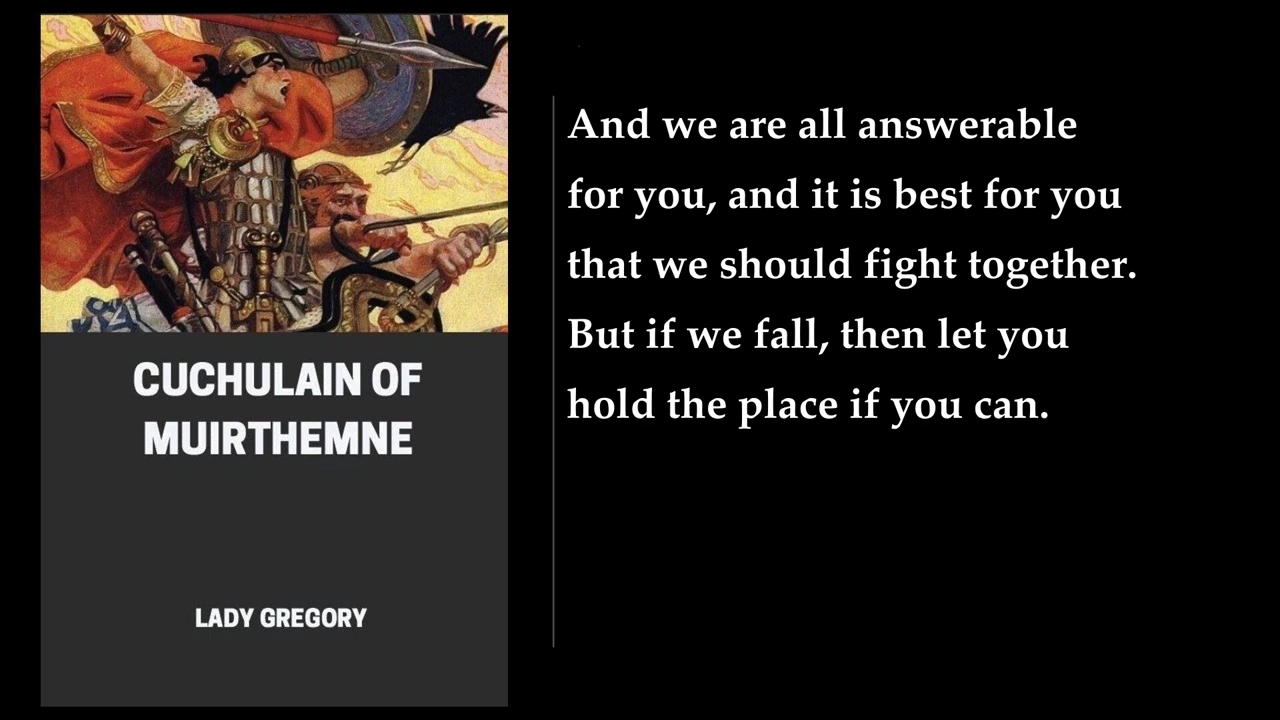 CUCHULAIN OF
MUIRTHEMNE
LADY GREGORY
And we are all answerable
for you, and it is best for you
that we should fight together.
But if we fall, then let you
hold the place if you can.